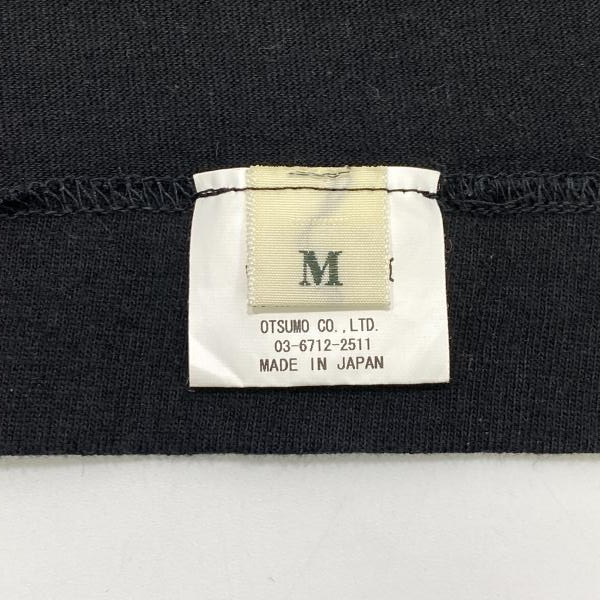 M
OTSUMO CO.,LTD.
03-6712-2511
MADE IN JAPAN